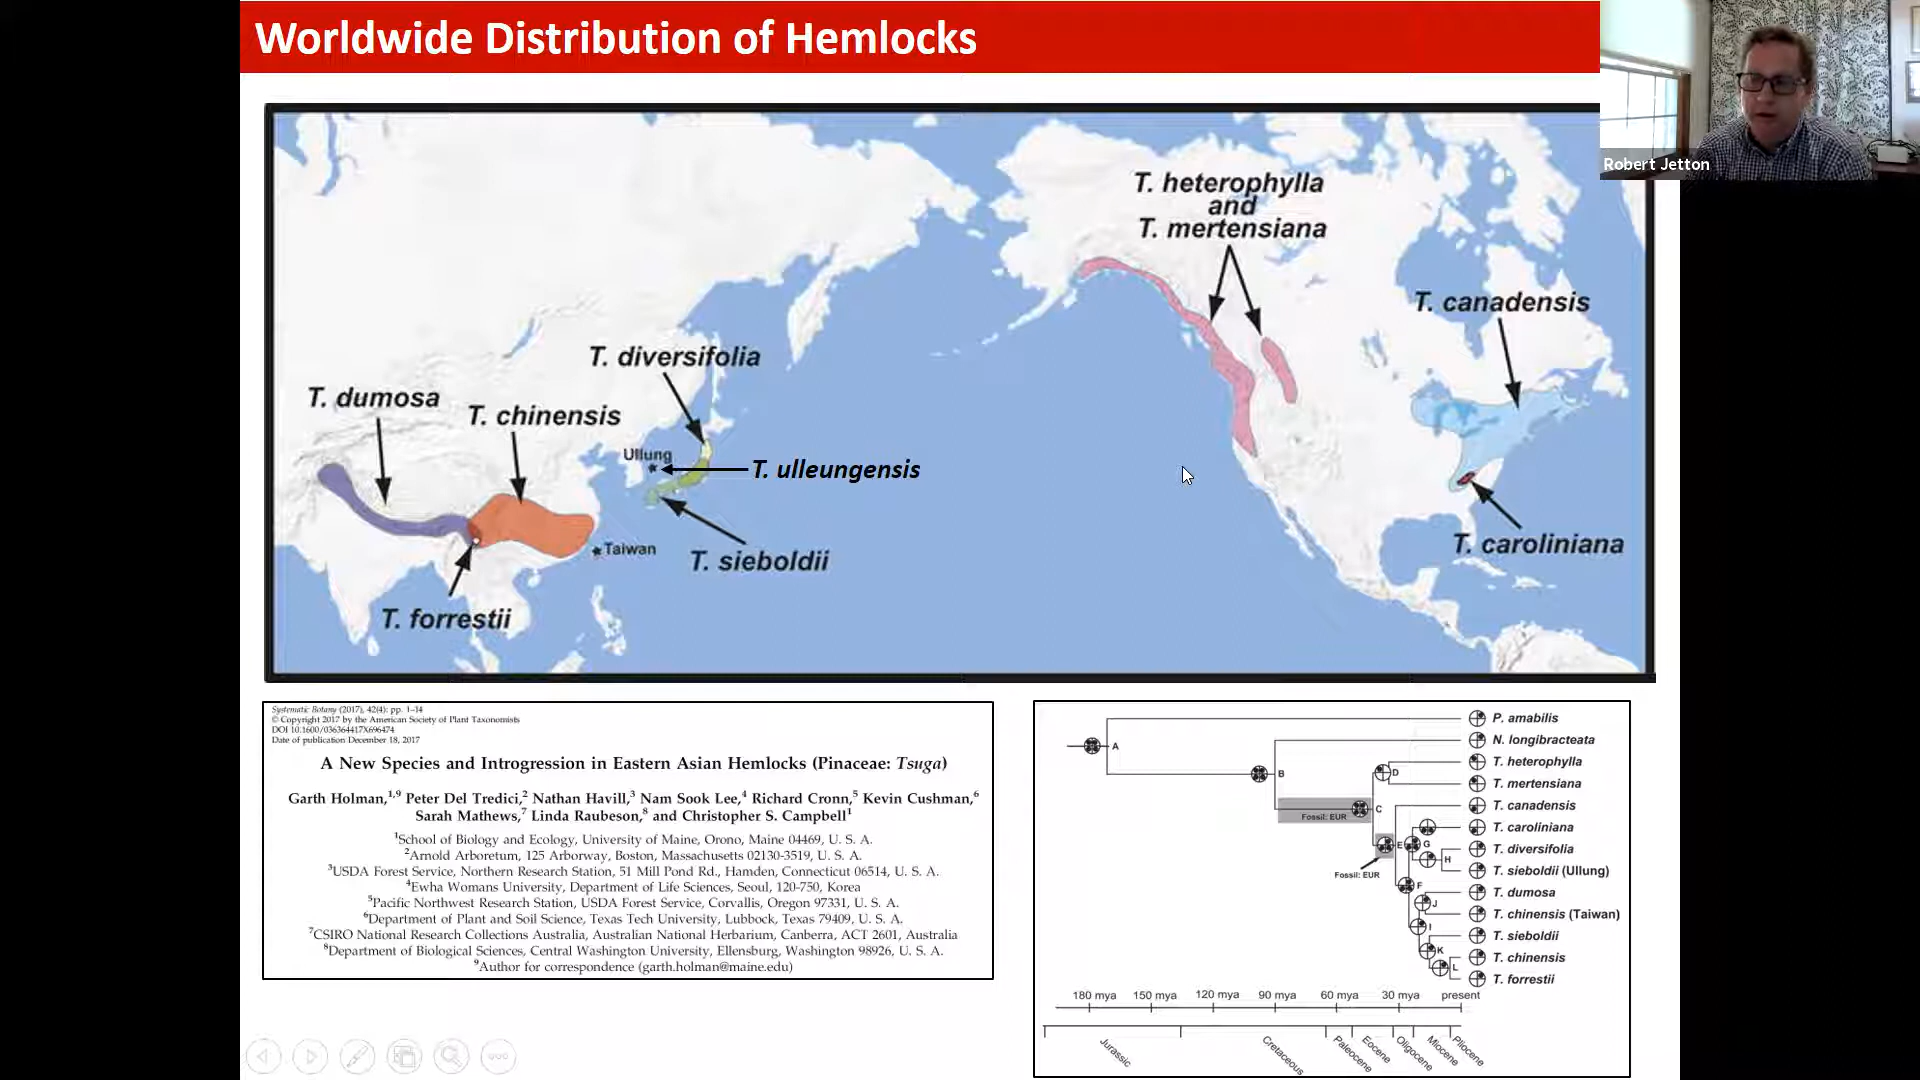 Worldwide Distribution of Hemlocks
Robert Jetton
T. heterophylla
and
T. mertensiana
T. canadensis
T. diversifolia
T. dumosa
T. chinensis
Ullung
T. ulleungensis
T. caroliniana
Taiwan
T. sieboldii
T. forrestii
Systematic Botany (2017), 42(4): pp. 1–14
© Copyright 2017 by the American Society of Plant Taxonomists
DOI 10.1600/036364417X696474
Date of publication December 18, 2017
A New Species and Introgression in Eastern Asian Hemlocks (Pinaceae: Tsuga)
Garth Holman,1,9 Peter Del Tredici,2 Nathan Havill,3 Nam Sook Lee,4 Richard Cronn,5 Kevin Cushman,6
Sarah Mathews,7 Linda Raubeson,8 and Christopher S. Campbell1
1School of Biology and Ecology, University of Maine, Orono, Maine 04469, U. S. A.
2Arnold Arboretum, 125 Arborway, Boston, Massachusetts 02130-3519, U. S. A.
3USDA Forest Service, Northern Research Station, 51 Mill Pond Rd., Hamden, Connecticut 06514, U. S. A.
4Ewha Womans University, Department of Life Sciences, Seoul, 120-750, Korea
5Pacific Northwest Research Station, USDA Forest Service, Corvallis, Oregon 97331, U. S. A.
6Department of Plant and Soil Science, Texas Tech University, Lubbock, Texas 79409, U. S. A.
7CSIRO National Research Collections Australia, Australian National Herbarium, Canberra, ACT 2601, Australia
8Department of Biological Sciences, Central Washington University, Ellensburg, Washington 98926, U. S. A.
9Author for correspondence (garth.holman@maine.edu)
P. amabilis
A
N. longibracteata
T. heterophylla
B
D
T. mertensiana
C
T. canadensis
Fossil: EUR
T. caroliniana
E
G
T. diversifolia
H
T. sieboldii (Ullung)
Fossil: EUR
F
T. dumosa
J
T. chinensis (Taiwan)
I
T. sieboldii
K
T. chinensis
L
T. forrestii
180 mya 150 mya 120 mya 90 mya 60 mya 30 mya present
Jurassic Cretaceous Paleocene Eocene Oligocene Miocene Pliocene